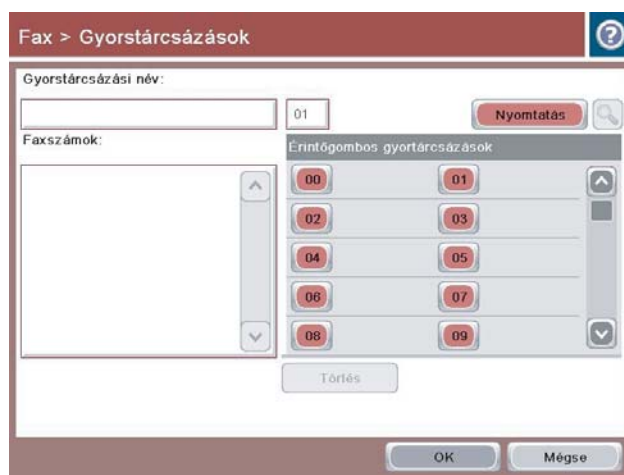 Fax > Gyorstárcsázások
?
Gyorstárcsázási név:
01
Nyomtatás
Faxszámok:
Érintőgombos gyortárcsázások
00 01
02 03
04 05
06 07
08 09
Törlés
OK Mégse